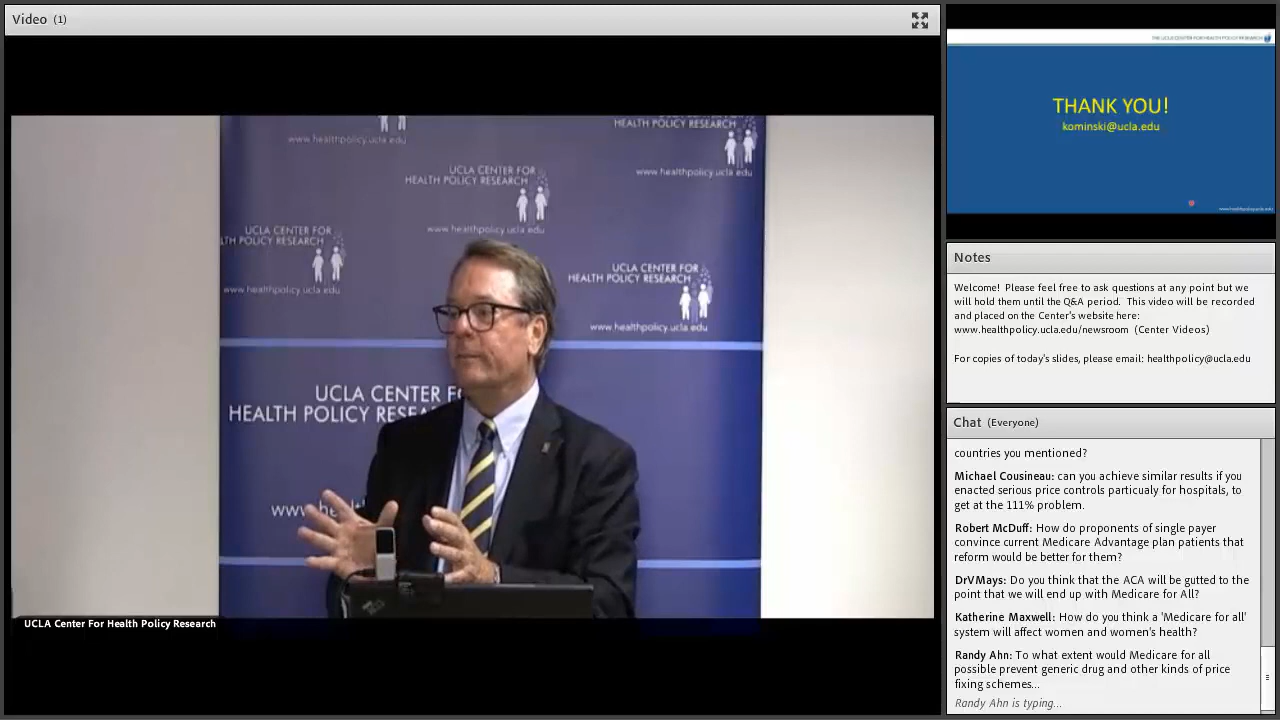 Video (1)
www.healthpolicy.ucla.edu
HEALTH POLICY RESEARCH
www.healthpolicy.ucla.edu
UCLA CENTER FOR
HEALTH POLICY RESEARCH
www.healthpolicy.ucla.edu
UCLA CENTER FOR
LTH POLICY RESEARCH
www.healthpolicy.ucla.edu
UCLA CENTER FOR
HEALTH POLICY RESEARCH
www.healthpolicy.ucla.edu
UCLA CENTER F
HEALTH POLICY RESEARC
www.healt
UCLA Center For Health Policy Research
THE UCLA CENTER FOR HEALTH POLICY RESEARCH
THANK YOU!
kominski@ucla.edu
www.healthpolicy.ucla.edu
Notes
Welcome! Please feel free to ask questions at any point but we
will hold them until the Q&A period. This video will be recorded
and placed on the Center's website here:
www.healthpolicy.ucla.edu/newsroom (Center Videos)
For copies of today's slides, please email: healthpolicy@ucla.edu
Chat (Everyone)
countries you mentioned?
Michael Cousineau: can you achieve similar results if you
enacted serious price controls particualy for hospitals, to
get at the 111% problem.
Robert McDuff: How do proponents of single payer
convince current Medicare Advantage plan patients that
reform would be better for them?
DrVMays: Do you think that the ACA will be gutted to the
point that we will end up with Medicare for All?
Katherine Maxwell: How do you think a 'Medicare for all'
system will affect women and women's health?
Randy Ahn: To what extent would Medicare for all
possible prevent generic drug and other kinds of price
fixing schemes...
Randy Ahn is typing...